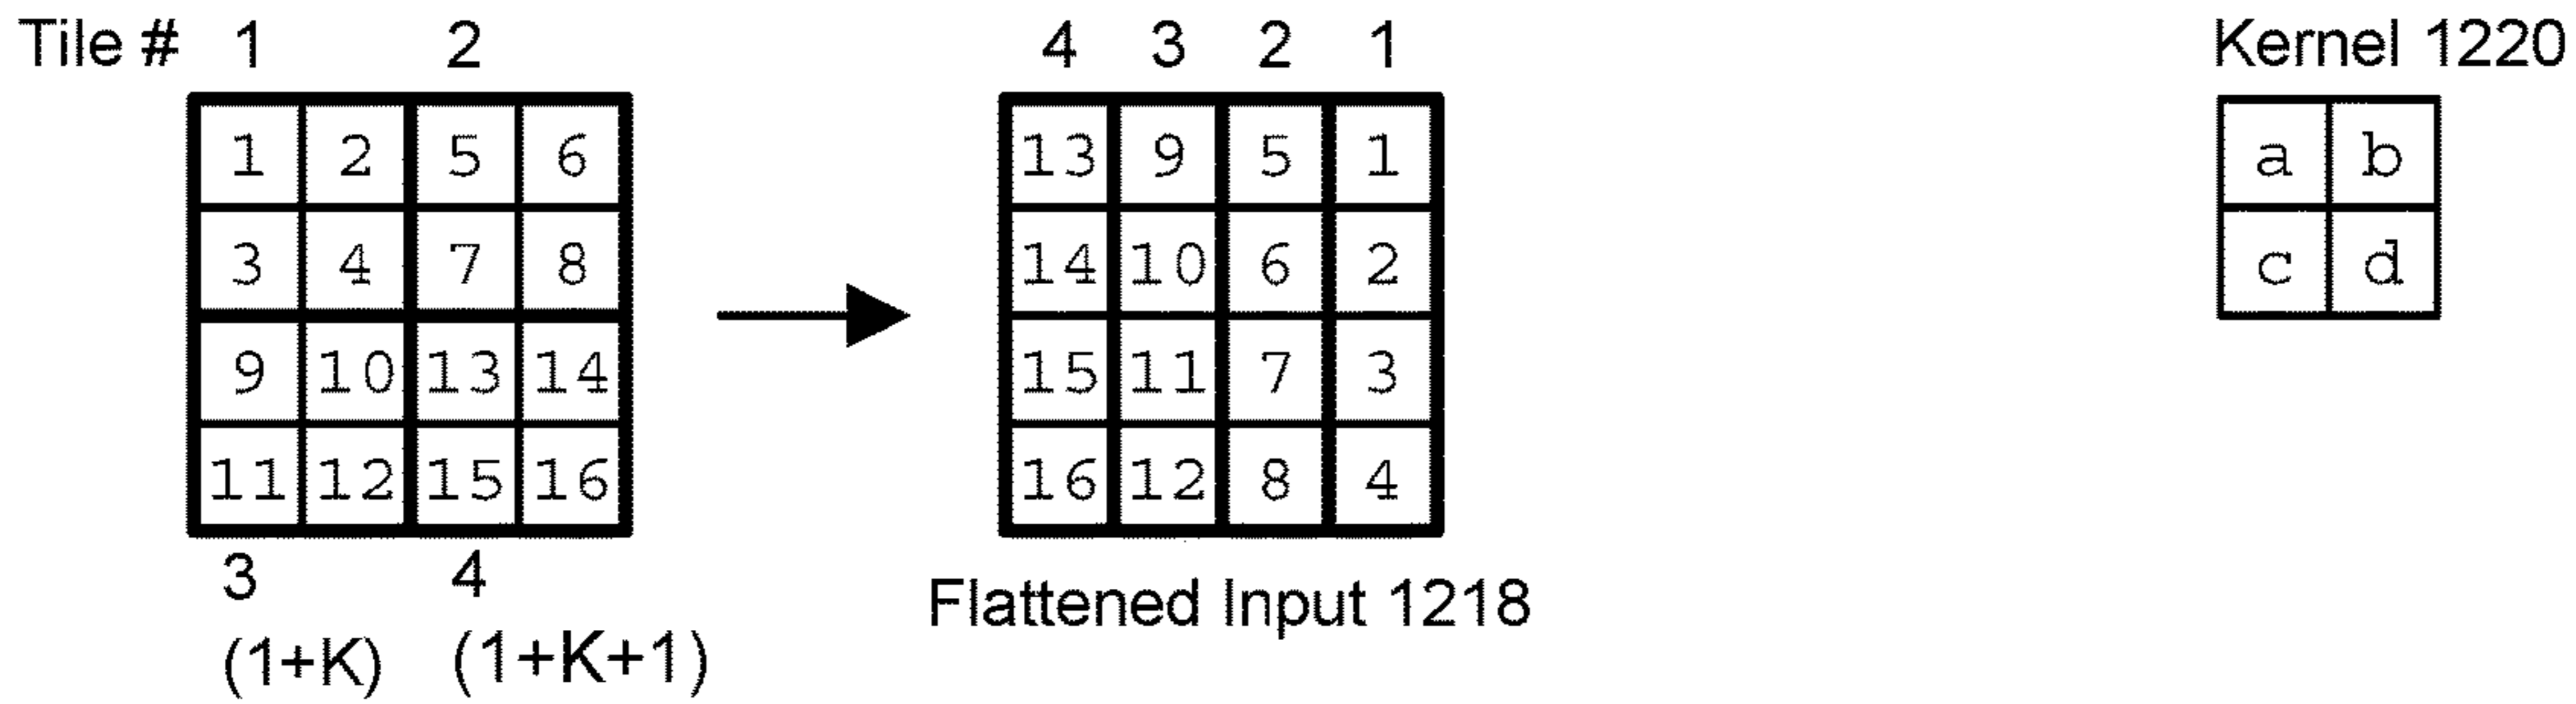 Tile # 1 2
1 2 5 6
3 4 7 8
9 10 13 14
11 12 15 16
3 4
(1+K) (1+K+1)
4 3 2 1
13 9 5 1
14 10 6 2
15 11 7 3
16 12 8 4
Flattened Input 1218
Kernel 1220
a b
c d